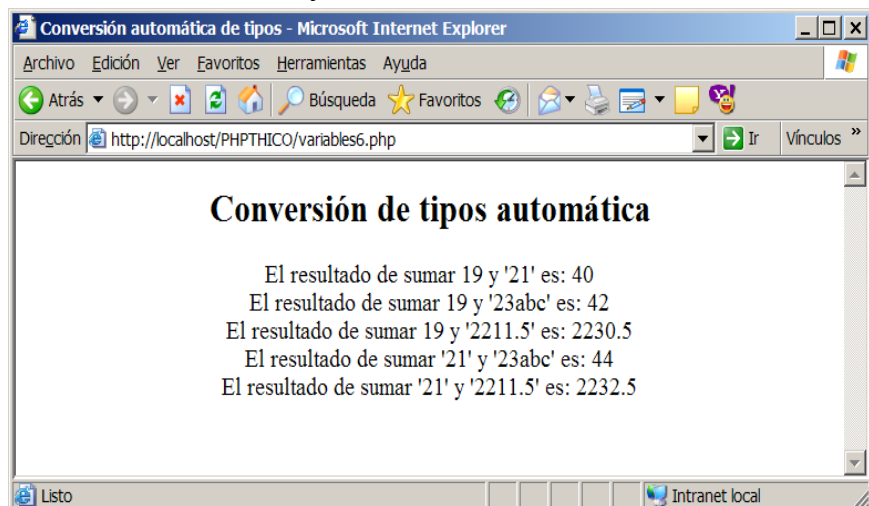 Conversión automática de tipos - Microsoft Internet Explorer
Archivo Edición Ver Favoritos Herramientas Ayuda
Atrás Búsqueda Favoritos
Dirección http://localhost/PHPTHICO/variables6.php Ir Vínculos »
Conversión de tipos automática
El resultado de sumar 19 y '21' es: 40
El resultado de sumar 19 y '23abc' es: 42
El resultado de sumar 19 y '2211.5' es: 2230.5
El resultado de sumar '21' y '23abc' es: 44
El resultado de sumar '21' y '2211.5' es: 2232.5
Listo Intranet local